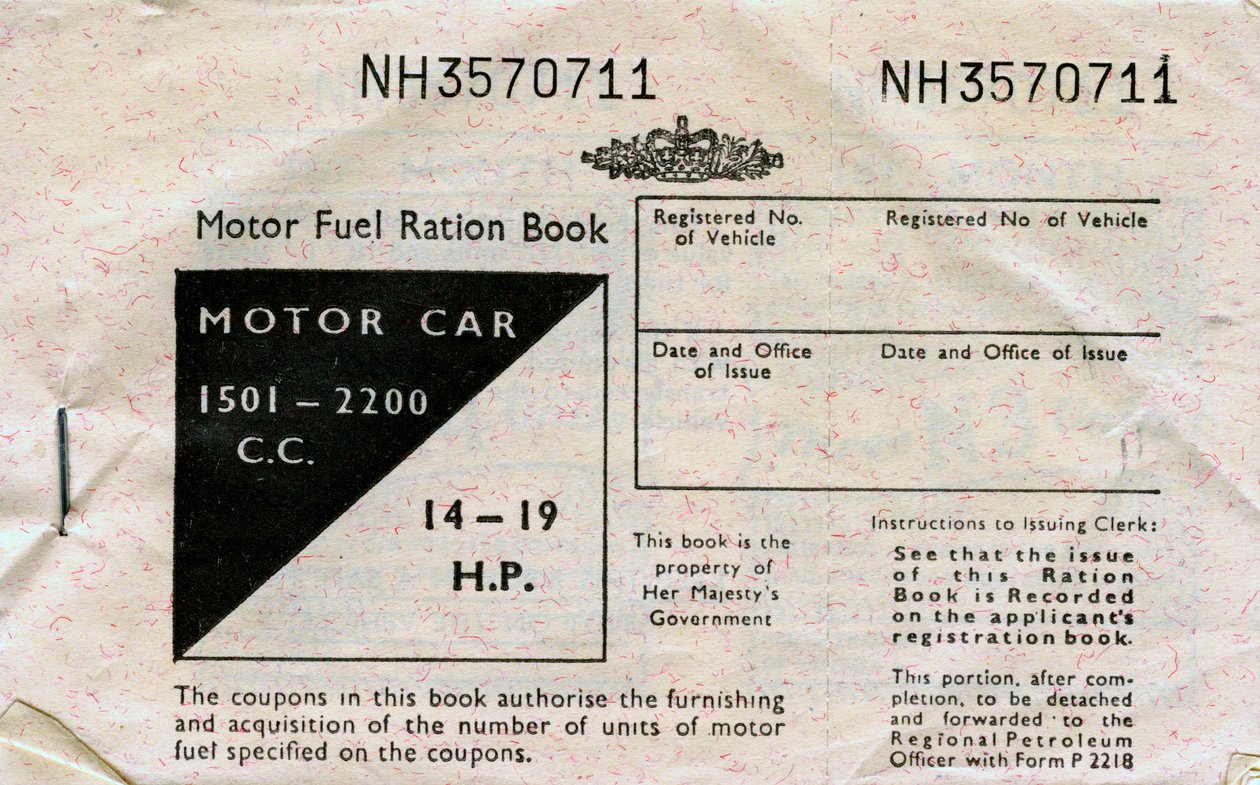 NH3570711
NH3570711
Motor Fuel Ration Book
MOTOR CAR
1501 – 2200
C.C.
14 – 19
H.P.
The coupons in this book authorise the furnishing
and acquisition of the number of units of motor
fuel specified on the coupons.
Registered No.
of Vehicle
Date and Office
of Issue
This book is the
property of
Her Majesty's
Government
Registered No of Vehicle
Date and Office of Issue
Instructions to Issuing Clerk:
See that the issue
of this Ration
Book is Recorded
on the applicant's
registration book.
This portion, after com-
pletion, to be detached
and forwarded to the
Regional Petroleum
Officer with Form P 2218